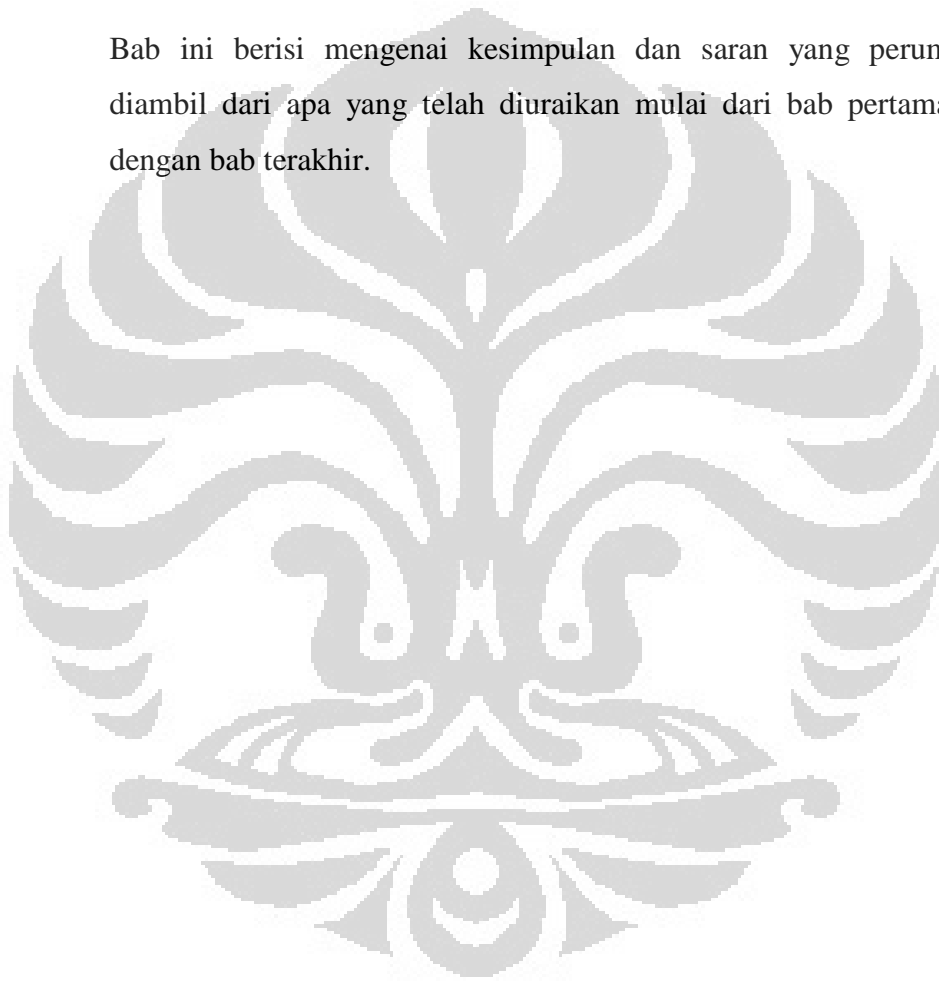 Bab ini berisi mengenai kesimpulan dan saran yang perun
diambil dari apa yang telah diuraikan mulai dari bab pertama
dengan bab terakhir.